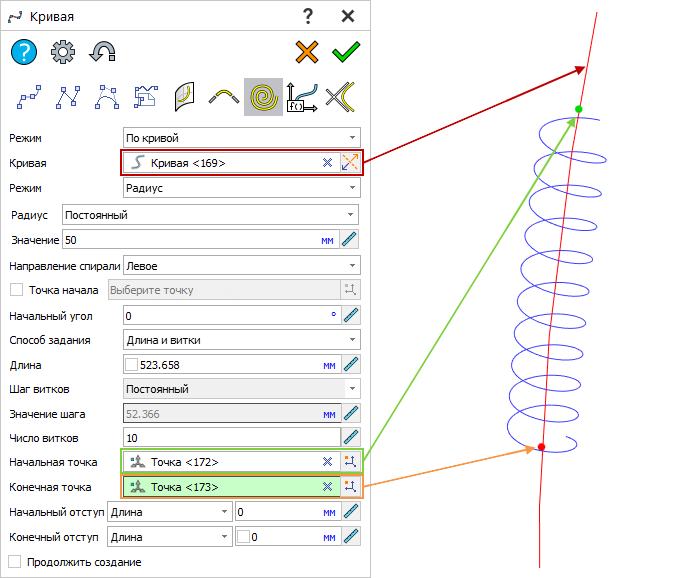 Кривая ?
?
f()
Режим По кривой
Кривая Кривая <169>
Режим Радиус
Радиус Постоянный
Значение 50 мм
Направление спирали Левое
Точка начала Выберите точку
Начальный угол 0 °
Способ задания Длина и витки
Длина 523.658 мм
Шаг витков Постоянный
Значение шага 52.366 мм
Число витков 10
Начальная точка Точка <172>
Конечная точка Точка <173>
Начальный отступ Длина 0 мм
Конечный отступ Длина 0 мм
Продолжить создание